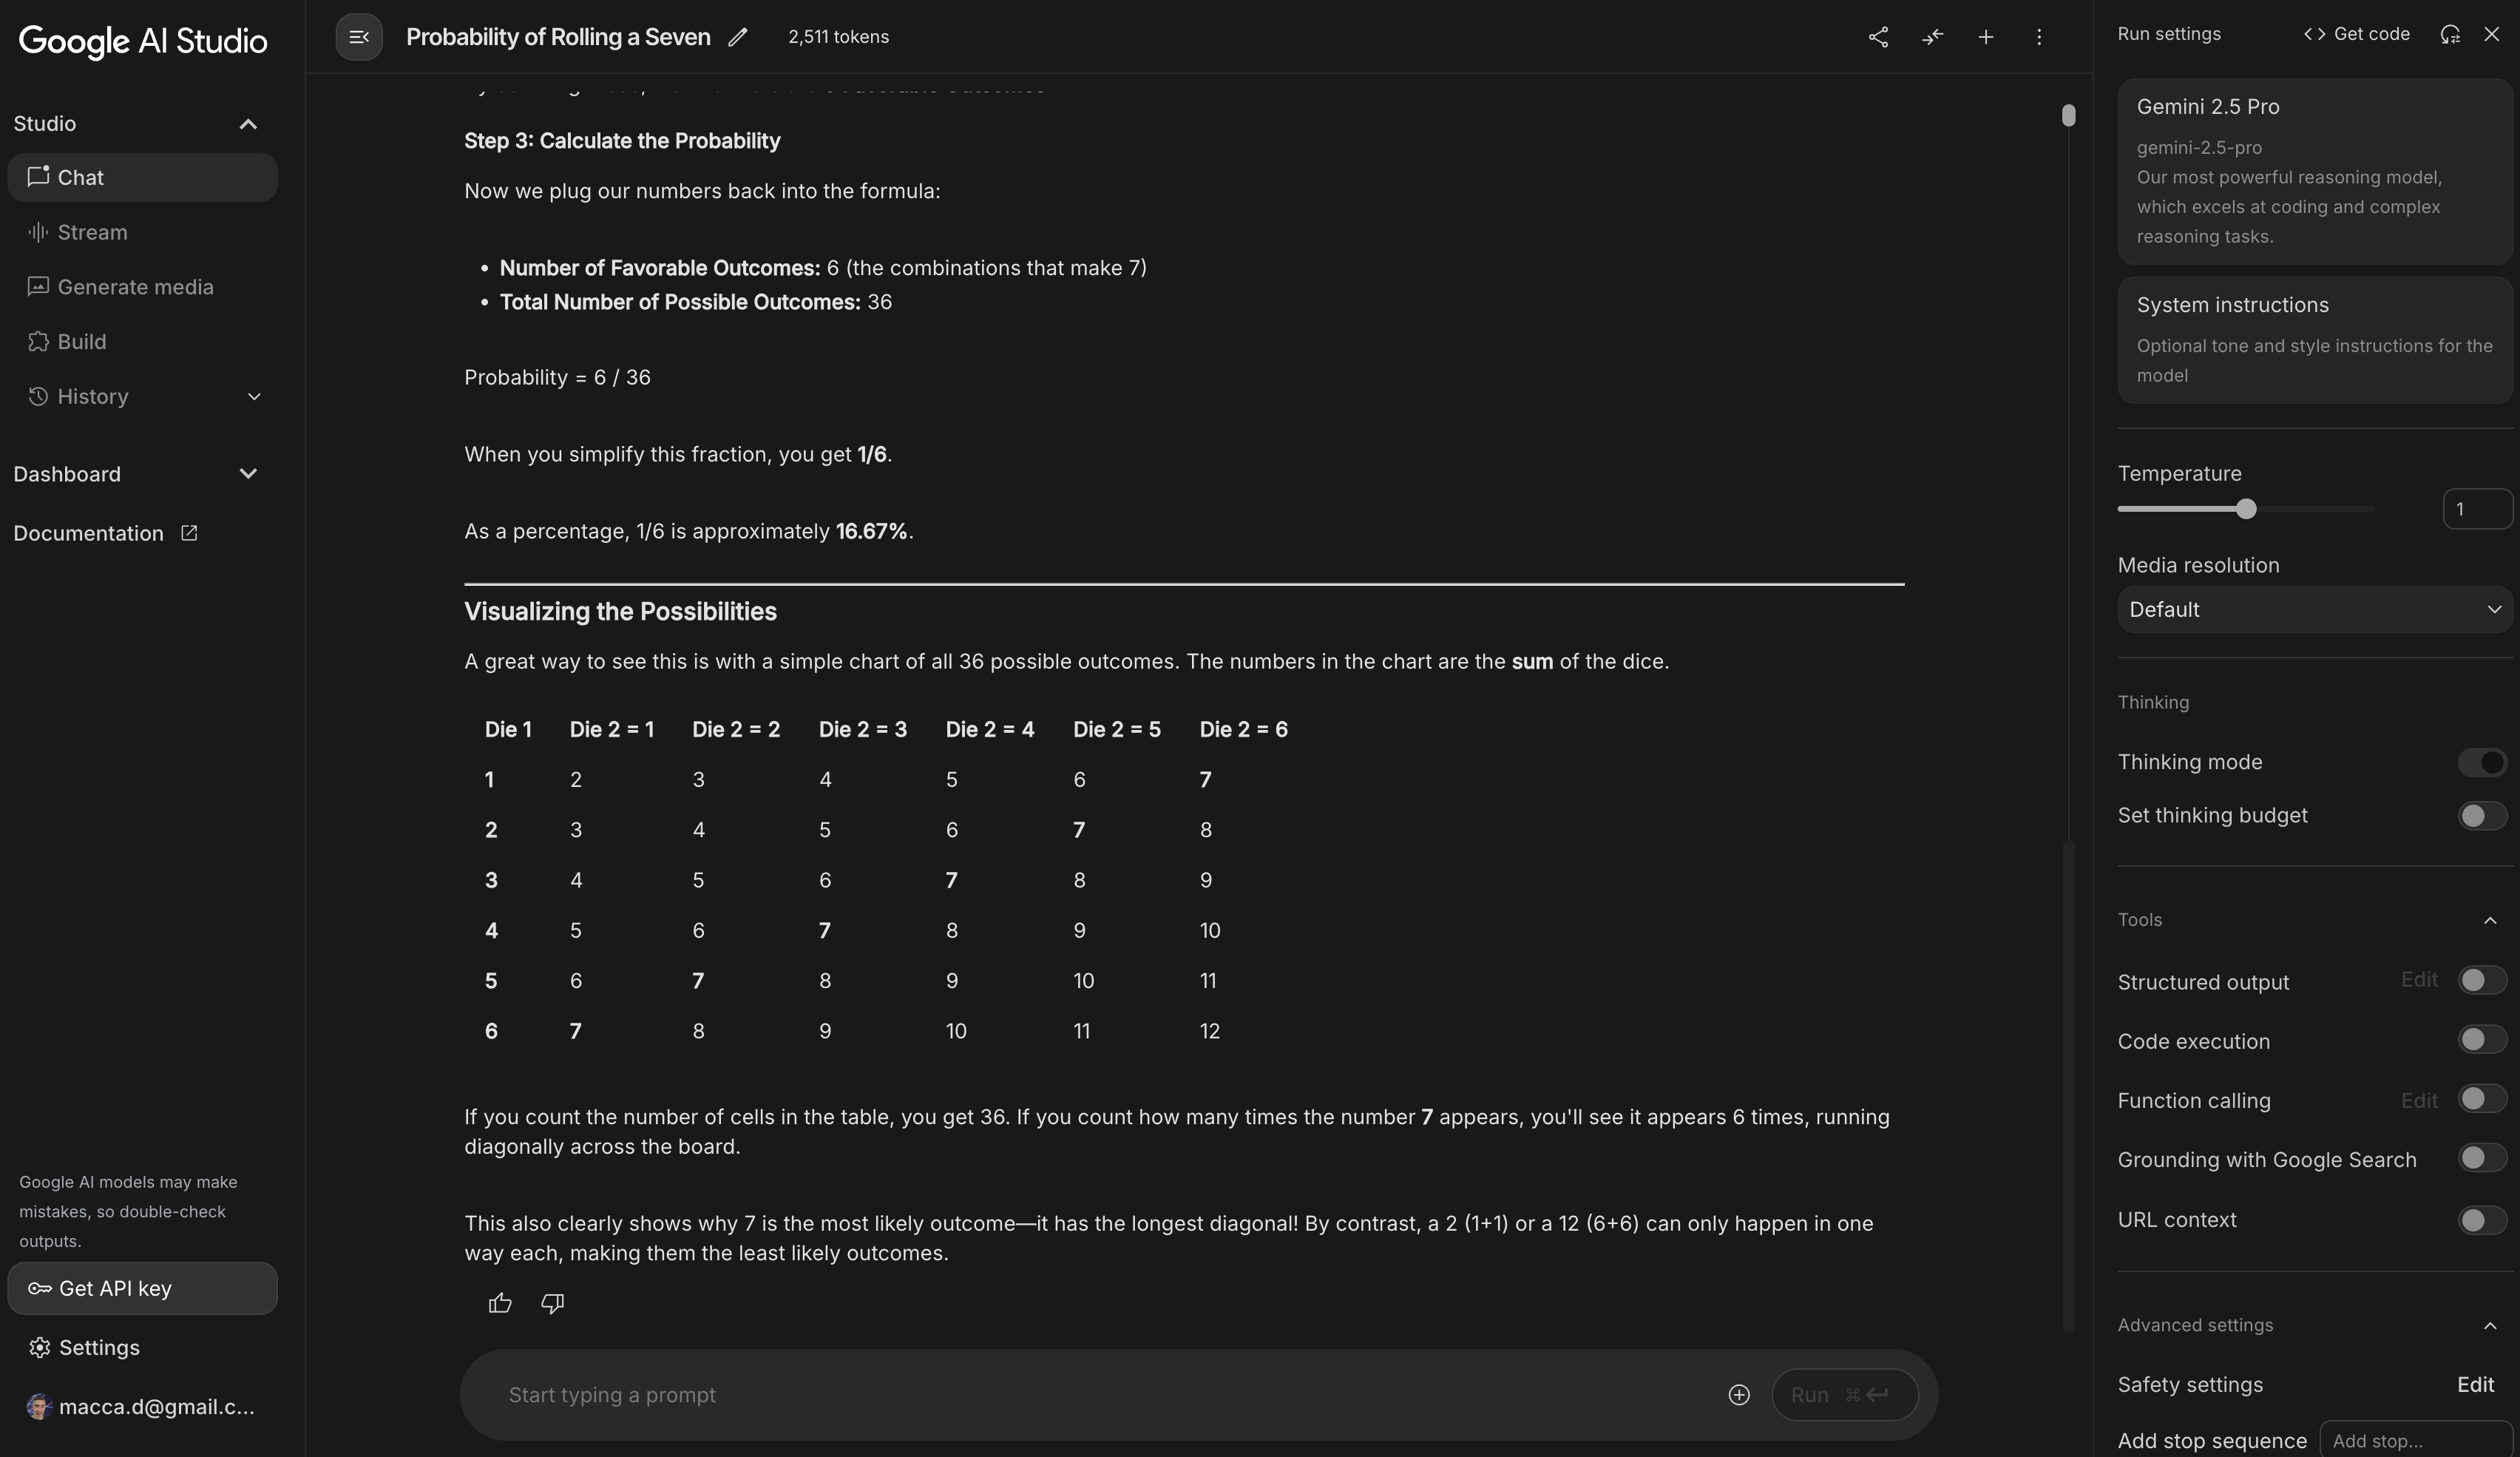 Google AI Studio
Studio
Chat
Stream
Generate media
Build
History
Dashboard
Documentation
Google AI models may make
mistakes, so double-check
outputs.
Get API key
Settings
macca.d@gmail.c...
Probability of Rolling a Seven
2,511 tokens
Step 3: Calculate the Probability
Now we plug our numbers back into the formula:
• Number of Favorable Outcomes: 6 (the combinations that make 7)
• Total Number of Possible Outcomes: 36
Probability = 6 / 36
When you simplify this fraction, you get 1/6.
As a percentage, 1/6 is approximately 16.67%.
Visualizing the Possibilities
A great way to see this is with a simple chart of all 36 possible outcomes. The numbers in the chart are the sum of the dice.
Die 1 Die 2 = 1 Die 2 = 2 Die 2 = 3 Die 2 = 4 Die 2 = 5 Die 2 = 6
1 2 3 4 5 6 7
2 3 4 5 6 7 8
3 4 5 6 7 8 9
4 5 6 7 8 9 10
5 6 7 8 9 10 11
6 7 8 9 10 11 12
If you count the number of cells in the table, you get 36. If you count how many times the number 7 appears, you'll see it appears 6 times, running
diagonally across the board.
This also clearly shows why 7 is the most likely outcome—it has the longest diagonal! By contrast, a 2 (1+1) or a 12 (6+6) can only happen in one
way each, making them the least likely outcomes.
Start typing a prompt
Run ⌘
Run settings
Get code
Gemini 2.5 Pro
gemini-2.5-pro
Our most powerful reasoning model,
which excels at coding and complex
reasoning tasks.
System instructions
Optional tone and style instructions for the
model
Temperature
1
Media resolution
Default
Thinking
Thinking mode
Set thinking budget
Tools
Structured output Edit
Code execution
Function calling Edit
Grounding with Google Search
URL context
Advanced settings
Safety settings Edit
Add stop sequence Add stop...